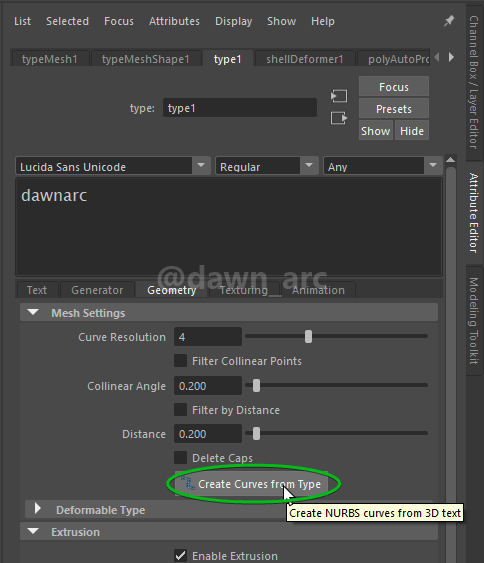 List Select Focus Attributes Display Show Help
typeMesh1 typeMeshShape1 type1 shellDeformer1 polyAutoPro
Focus
type: type1
Presets
Show Hide
Lucida Sans Unicode Regular Any
dawnarc
@dawn_arc
Text Generator Geometry Texturing Animation
Mesh Settings
Curve Resolution 4
Filter Collinear Points
Collinear Angle 0.200
Filter by Distance
Distance 0.200
Delete Caps
Create Curves from Type
Create NURBS curves from 3D text
Deformable Type
Extrusion
Enable Extrusion
Channel Box / Layer Editor
Attribute Editor
Modeling Toolkit